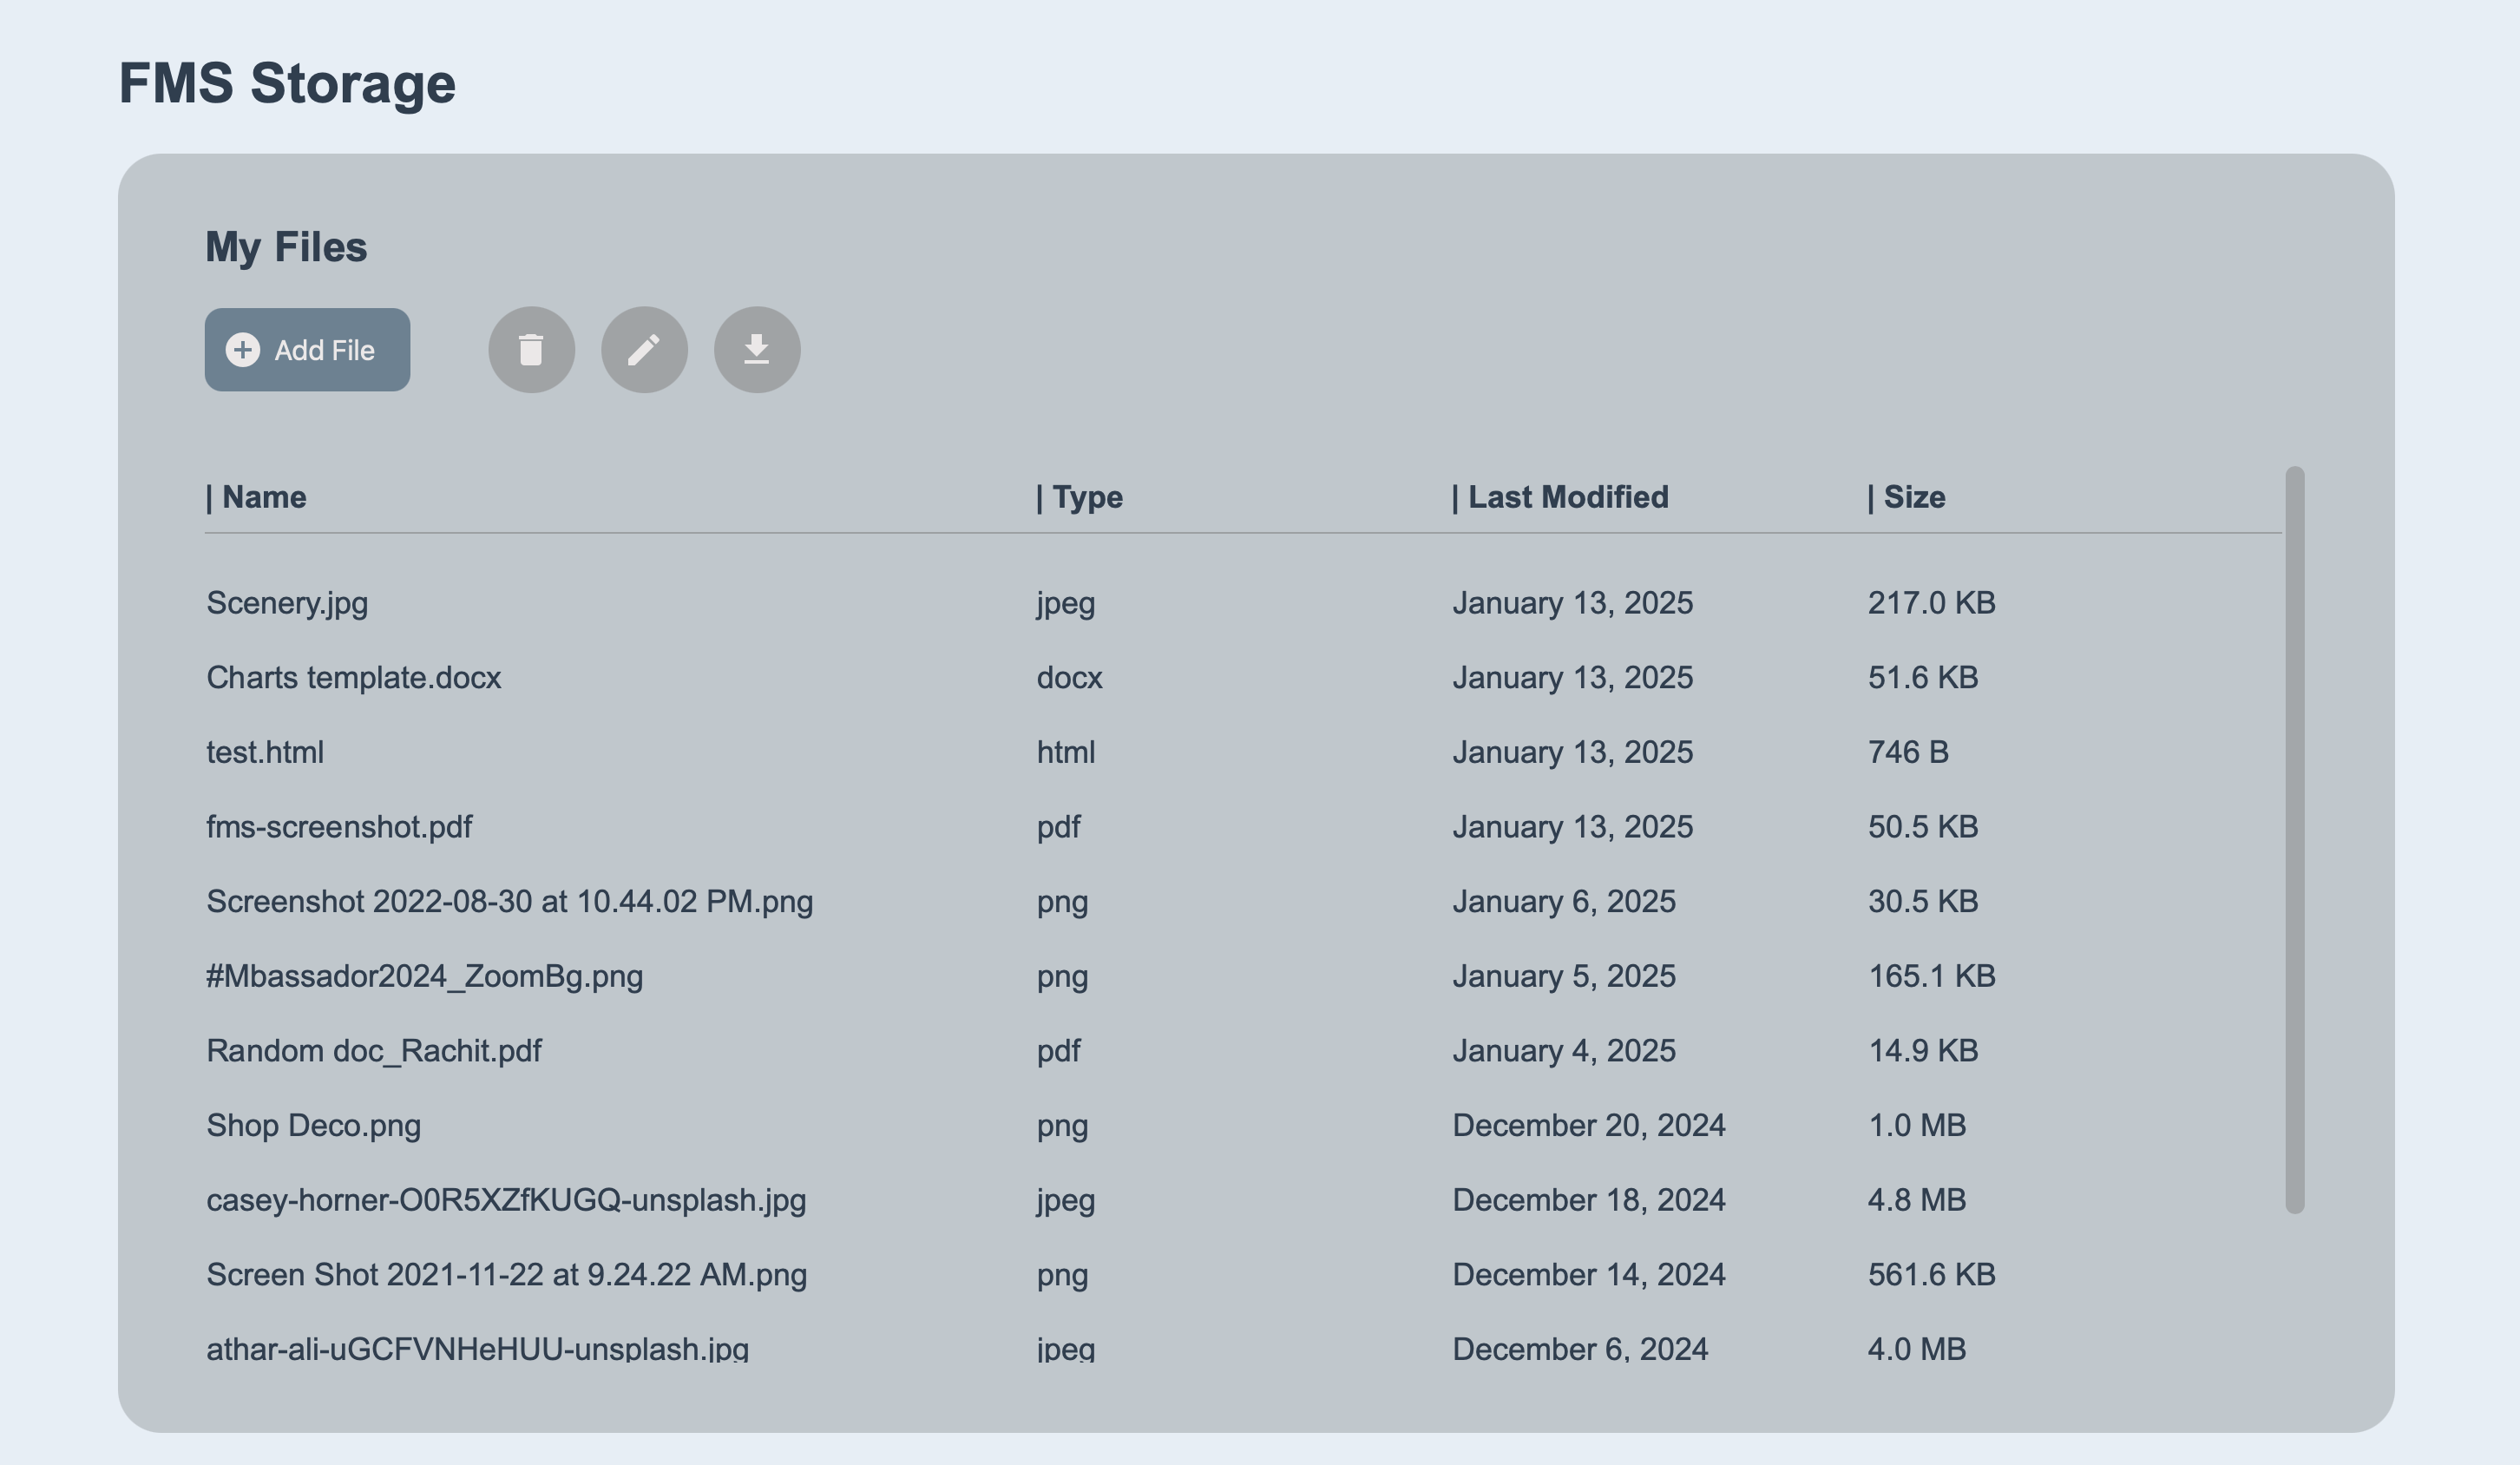 FMS Storage
My Files
Add File
| Name | Type | Last Modified | Size
Scenery.jpg jpeg January 13, 2025 217.0 KB
Charts template.docx docx January 13, 2025 51.6 KB
test.html html January 13, 2025 746 B
fms-screenshot.pdf pdf January 13, 2025 50.5 KB
Screenshot 2022-08-30 at 10.44.02 PM.png png January 6, 2025 30.5 KB
#Mbassador2024_ZoomBg.png png January 5, 2025 165.1 KB
Random doc_Rachit.pdf pdf January 4, 2025 14.9 KB
Shop Deco.png png December 20, 2024 1.0 MB
casey-horner-O0R5XZfKUGQ-unsplash.jpg jpeg December 18, 2024 4.8 MB
Screen Shot 2021-11-22 at 9.24.22 AM.png png December 14, 2024 561.6 KB
athar-ali-uGCFVNHeHUU-unsplash.jpg jpeg December 6, 2024 4.0 MB